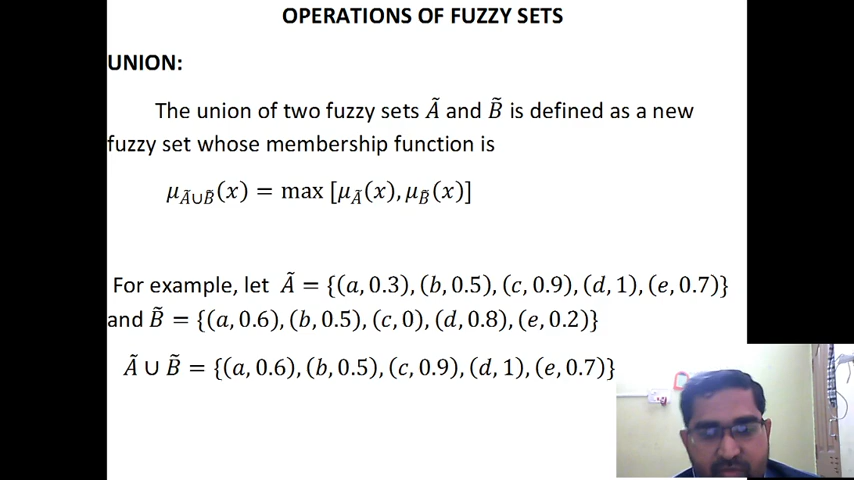 OPERATIONS OF FUZZY SETS
UNION:
The union of two fuzzy sets Ã and B̃ is defined as a new
fuzzy set whose membership function is
μ_{Ã∪B̃}(x) = max [μ_Ã(x), μ_B̃(x)]
For example, let Ã = {(a, 0.3), (b, 0.5), (c, 0.9), (d, 1), (e, 0.7)}
and B̃ = {(a, 0.6), (b, 0.5), (c, 0), (d, 0.8), (e, 0.2)}
Ã ∪ B̃ = {(a, 0.6), (b, 0.5), (c, 0.9), (d, 1), (e, 0.7)}